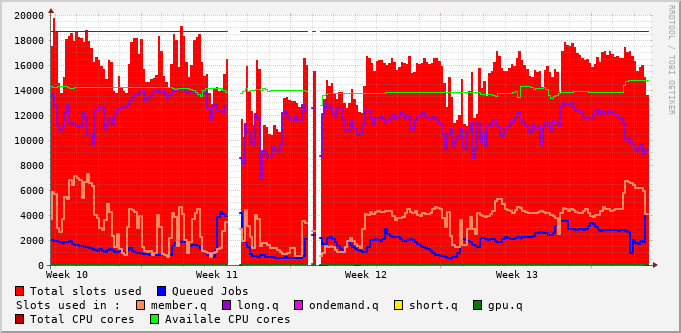 20000
18000
16000
14000
12000
10000
8000
6000
4000
2000
0
Week 10 Week 11 Week 12 Week 13
RRDTOOL / TOBI OETIKER
Total slots used Queued Jobs
Slots used in : member.q long.q ondemand.q short.q gpu.q
Total CPU cores Availale CPU cores